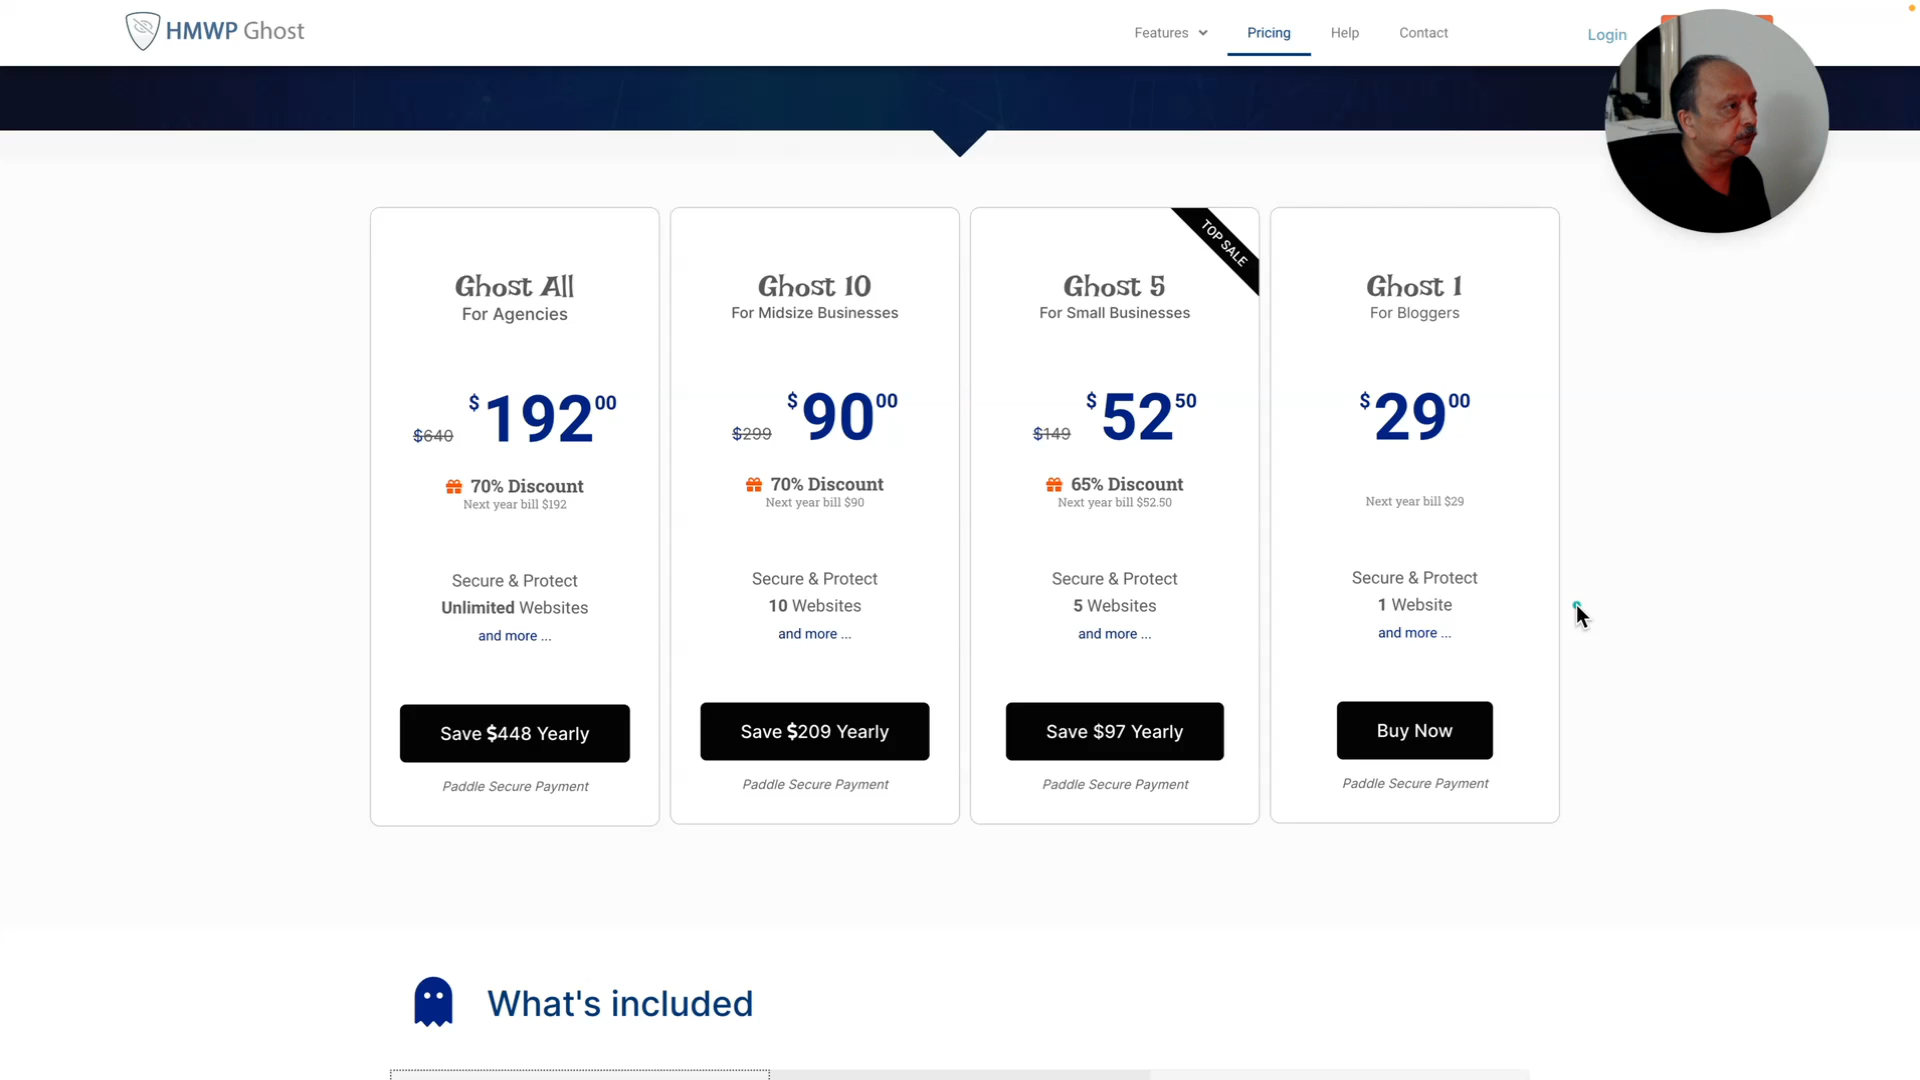 HMWP Ghost
Features
Pricing
Help
Contact
Login
Ghost All
For Agencies
$640
$192.00
70% Discount
Next year bill $192
Secure & Protect
Unlimited Websites
and more ...
Save $448 Yearly
Paddle Secure Payment
Ghost 10
For Midsize Businesses
$299
$90.00
70% Discount
Next year bill $90
Secure & Protect
10 Websites
and more ...
Save $209 Yearly
Paddle Secure Payment
TOP SALE
Ghost 5
For Small Businesses
$149
$52.50
65% Discount
Next year bill $52.50
Secure & Protect
5 Websites
and more ...
Save $97 Yearly
Paddle Secure Payment
Ghost 1
For Bloggers
$29.00
Next year bill $29
Secure & Protect
1 Website
and more ...
Buy Now
Paddle Secure Payment
What's included